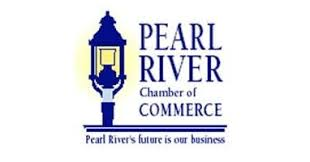 PEARL
RIVER
Chamber of
COMMERCE
Pearl River's future is our business